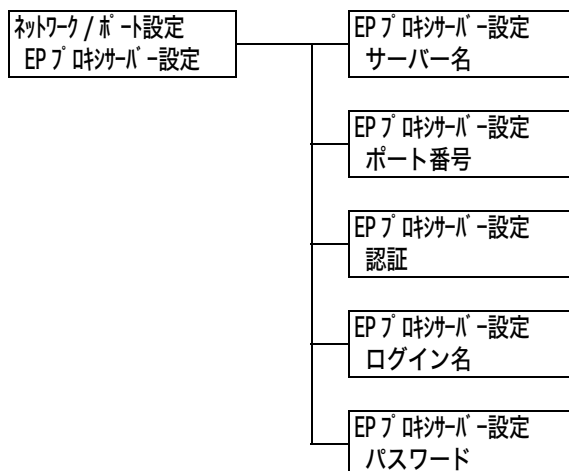 ﾈｯﾄﾜｰｸ / ﾎﾟｰﾄ設定
EP ﾌﾟﾛｷｼｻｰﾊﾞｰ設定
EP ﾌﾟﾛｷｼｻｰﾊﾞｰ設定
サーバー名
EP ﾌﾟﾛｷｼｻｰﾊﾞｰ設定
ポート番号
EP ﾌﾟﾛｷｼｻｰﾊﾞｰ設定
認証
EP ﾌﾟﾛｷｼｻｰﾊﾞｰ設定
ログイン名
EP ﾌﾟﾛｷｼｻｰﾊﾞｰ設定
パスワード